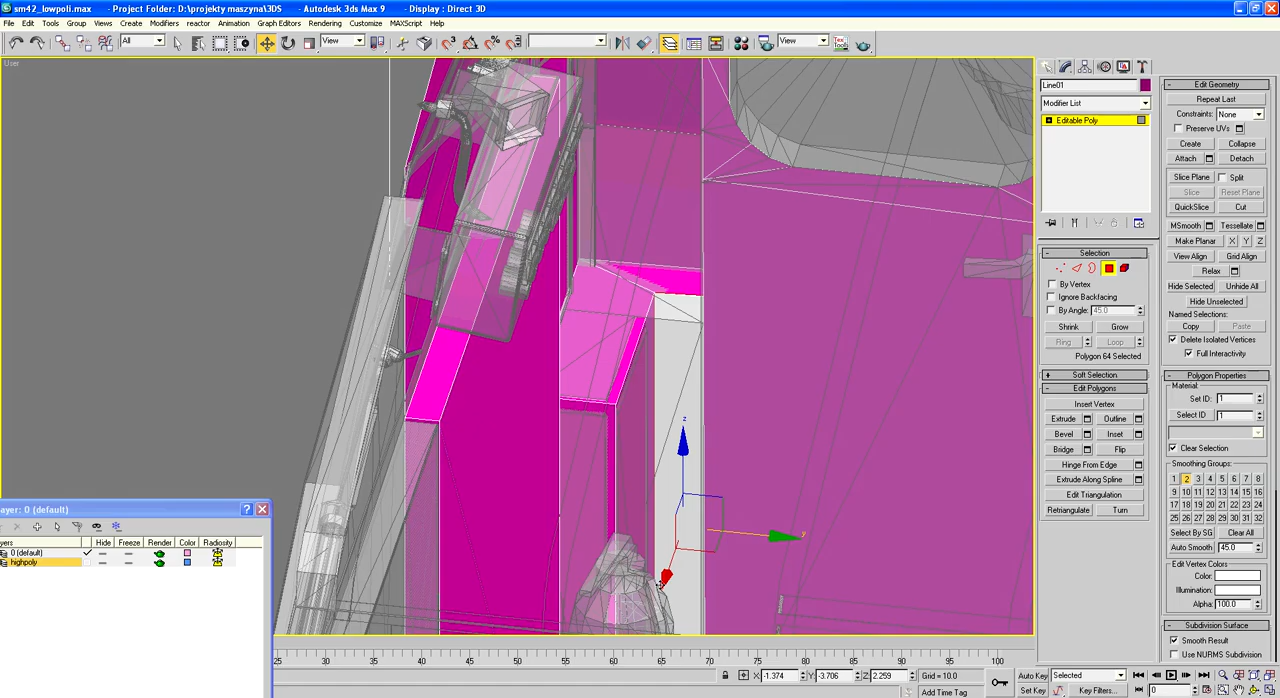 sm42_lowpoli.max - Project Folder: D:\projekty maszyna\3DS - Autodesk 3ds Max 9 - Display : Direct 3D
File Edit Tools Group Views Create Modifiers reactor Animation Graph Editors Rendering Customize MAXScript Help
All View View
User
Line01
Modifier List
Editable Poly
Selection
By Vertex
Ignore Backfacing
By Angle: 45.0
Shrink Grow
Ring Loop
Polygon 64 Selected
Soft Selection
Edit Polygons
Insert Vertex
Extrude Outline
Bevel Inset
Bridge Flip
Hinge From Edge
Extrude Along Spline
Edit Triangulation
Retriangulate Turn
Edit Geometry
Repeat Last
Constraints: None
Preserve UVs
Create Collapse
Attach Detach
Slice Plane Split
Slice Reset Plane
QuickSlice Cut
MSmooth Tessellate
Make Planar X Y Z
View Align Grid Align
Relax
Hide Selected Unhide All
Hide Unselected
Named Selections:
Copy Paste
Delete Isolated Vertices
Full Interactivity
Polygon Properties
Material:
Set ID: 1
Select ID 1
Clear Selection
Smoothing Groups:
1 2 3 4 5 6 7 8
9 10 11 12 13 14 15 16
17 18 19 20 21 22 23 24
25 26 27 28 29 30 31 32
Select By SG Clear All
Auto Smooth 45.0
Edit Vertex Colors
Color:
Illumination:
Alpha: 100.0
Subdivision Surface
Smooth Result
Use NURMS Subdivision
z
y
ayer: 0 (default)
yers Hide Freeze Render Color Radiosity
0 (default)
highpoly
25 30 35 40 45 50 55 60 65 70 75 80 85 90 95 100
X: -1.374 Y: -3.706 Z: 2.259 Grid = 10.0
Add Time Tag
Auto Key Selected
Set Key Key Filters...